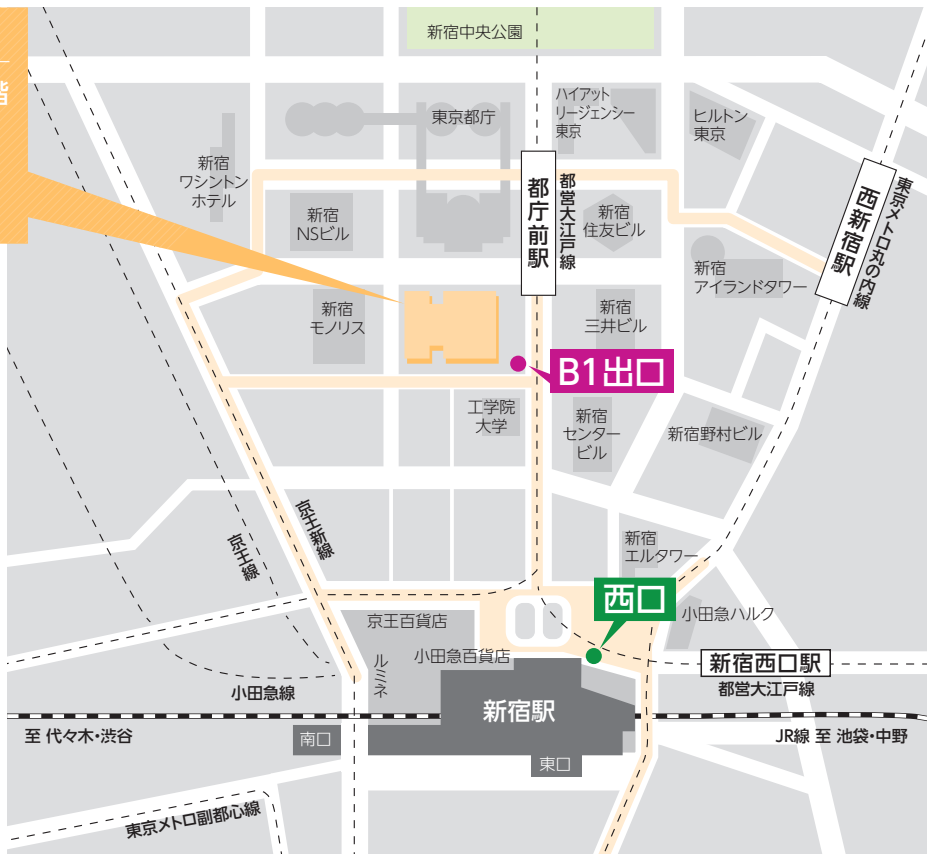 新宿中央公園
階
ハイアット
リージェンシー
東京
東京都庁
ヒルトン
東京
新宿
ワシントン
ホテル
都庁前駅
都営大江戸線
西新宿駅
東京メトロ丸の内線
新宿
NSビル
新宿
住友ビル
新宿
アイランドタワー
新宿
モノリス
新宿
三井ビル
B1出口
工学院
大学
新宿
センター
ビル
新宿野村ビル
京王新線
京王線
新宿
エルタワー
西口
小田急ハルク
京王百貨店
ルミネ
小田急百貨店
新宿西口駅
都営大江戸線
小田急線
新宿駅
至 代々木・渋谷
南口
JR線 至 池袋・中野
東口
東京メトロ副都心線